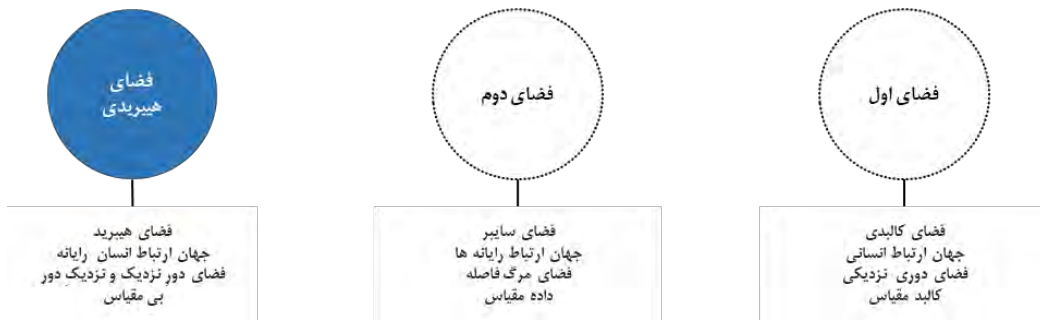 فضای اول
فضای کالبدی
جهان ارتباط انسانی
فضای دوری نزدیکی
کالبد مقیاس
فضای دوم
فضای سایبر
جهان ارتباط رایانه ها
فضای مرگ فاصله
داده مقیاس
فضای
هیبریدی
فضای هیبرید
جهان ارتباط انسان رایانه
فضای دور نزدیک و نزدیک دور
بی مقیاس